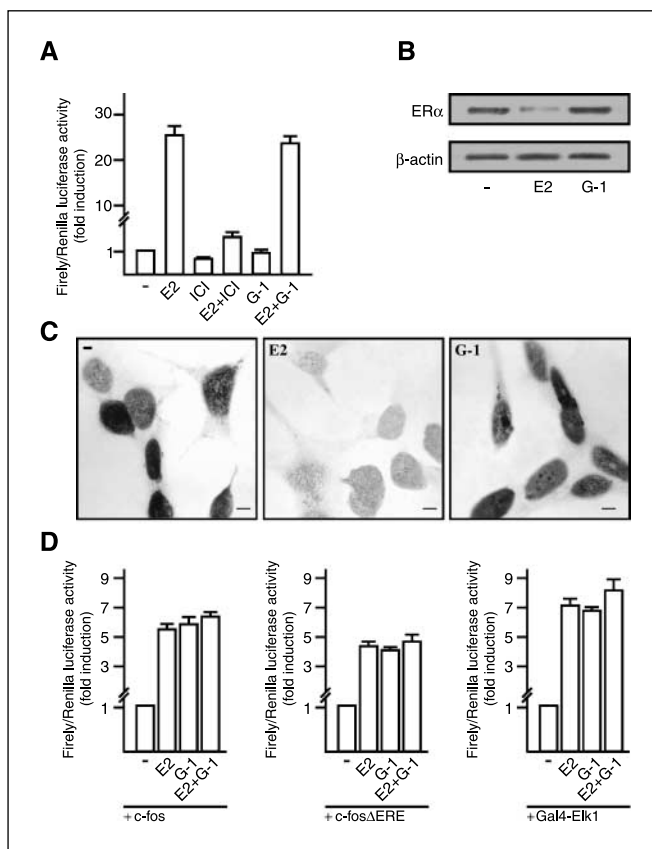 A
Firely/Renilla luciferase activity
(fold induction)
30
20
10
1
-
E2
ICI
E2+ICI
G-1
E2+G-1
B
ERα
β-actin
- E2 G-1
C
-
E2
G-1
D
Firely/Renilla luciferase activity
(fold induction)
9
7
5
3
1
-
E2
G-1
E2+G-1
+c-fos
Firely/Renilla luciferase activity
(fold induction)
9
7
5
3
1
-
E2
G-1
E2+G-1
+c-fosΔERE
Firely/Renilla luciferase activity
(fold induction)
9
7
5
3
1
-
E2
G-1
E2+G-1
+Gal4-Elk1